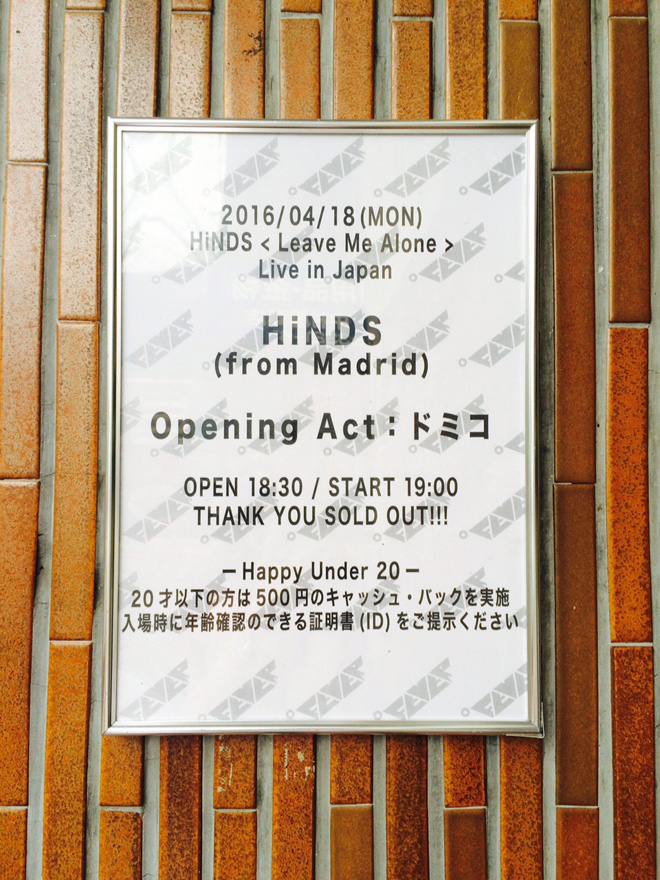 2016/04/18(MON)
HiNDS < Leave Me Alone >
Live in Japan
HiNDS
(from Madrid)
Opening Act：ドミコ
OPEN 18:30 / START 19:00
THANK YOU SOLD OUT!!!
－Happy Under 20－
20才以下の方は500円のキャッシュ・バックを実施
入場時に年齢確認のできる証明書(ID)をご提示ください